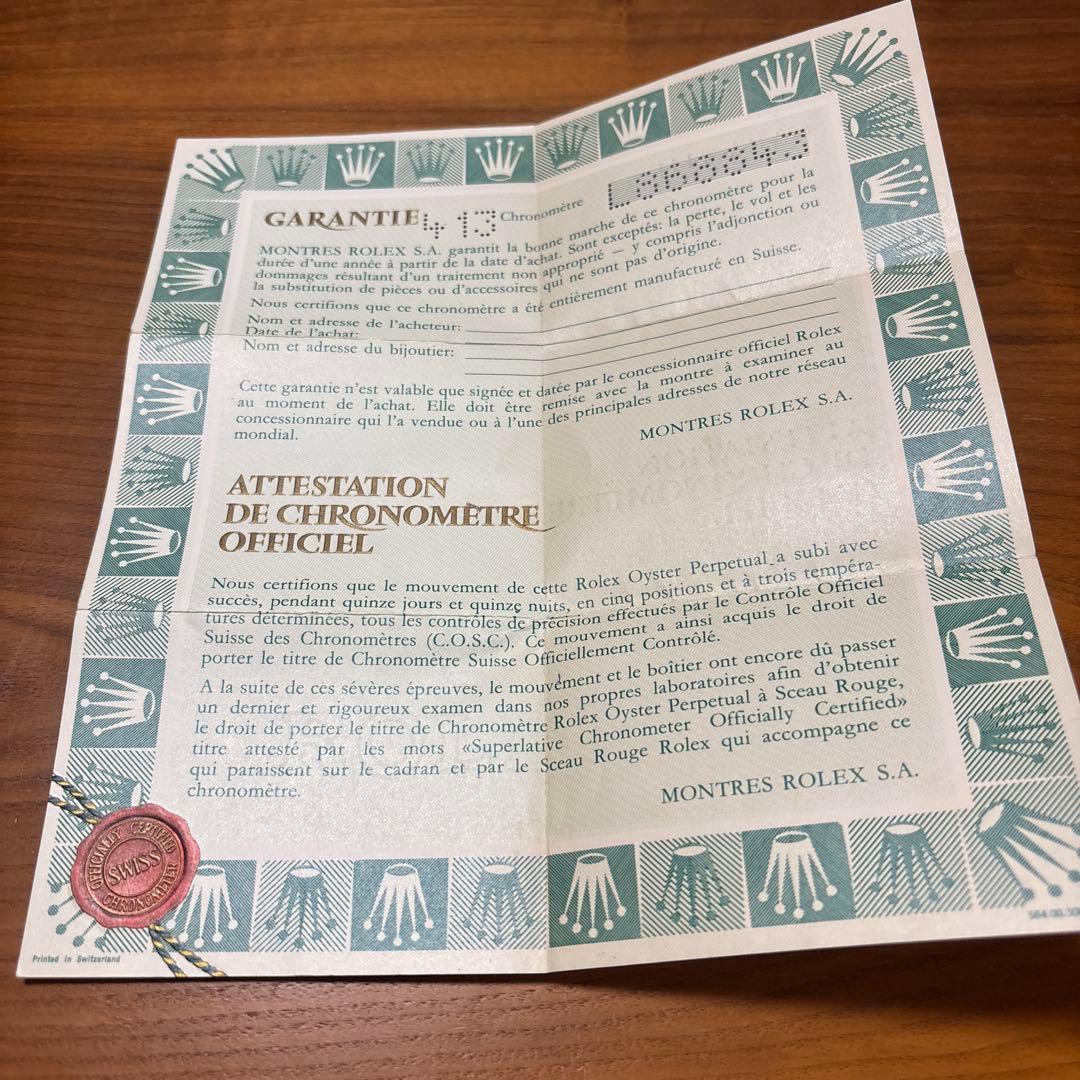 GARANTIE 413 Chronomètre
MONTRES ROLEX S.A. garantit la bonne marche de ce chronomètre pour la
durée d'une année à partir de la date d'achat. Sont exceptés: la perte, le vol et les
dommages résultant d'un traitement non approprié — y compris l'adjonction ou
la substitution de pièces ou d'accessoires qui ne sont pas d'origine.
Nous certifions que ce chronomètre a été entièrement manufacturé en Suisse.
Nom et adresse de l'acheteur:
Date de l'achat:
Nom et adresse du bijoutier:
Cette garantie n'est valable que signée et datée par le concessionnaire officiel Rolex
au moment de l'achat. Elle doit être remise avec la montre à examiner au
concessionnaire qui l'a vendue ou à l'une des principales adresses de notre réseau
mondial.
MONTRES ROLEX S.A.
ATTESTATION
DE CHRONOMÈTRE
OFFICIEL
Nous certifions que le mouvement de cette Rolex Oyster Perpetual a subi avec
succès, pendant quinze jours et quinze nuits, en cinq positions et à trois tempéra-
tures déterminées, tous les contrôles de précision effectués par le Contrôle Officiel
Suisse des Chronomètres (C.O.S.C.). Ce mouvement a ainsi acquis le droit de
porter le titre de Chronomètre Suisse Officiellement Contrôlé.
A la suite de ces sévères épreuves, le mouvement et le boîtier ont encore dû passer
un dernier et rigoureux examen dans nos propres laboratoires afin d'obtenir
le droit de porter le titre de Chronomètre Rolex Oyster Perpetual à Sceau Rouge,
titre attesté par les mots «Superlative Chronometer Officially Certified»
qui paraissent sur le cadran et par le Sceau Rouge Rolex qui accompagne ce
chronomètre.
MONTRES ROLEX S.A.
OFFICIALLY CERTIFIED
SWISS
CHRONOMETER
Printed in Switzerland